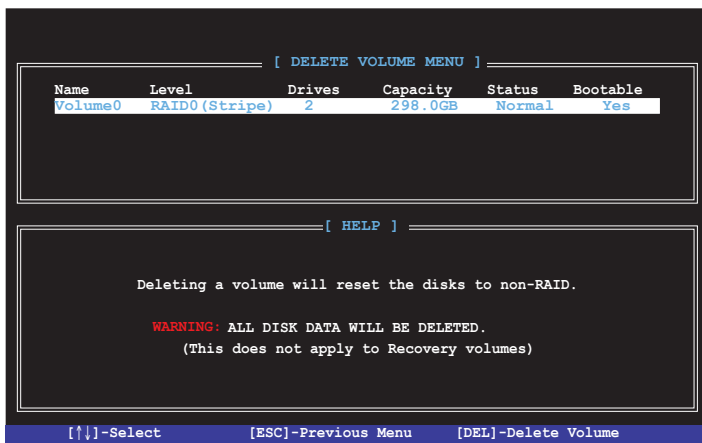 [ DELETE VOLUME MENU ]
Name Level Drives Capacity Status Bootable
Volume0 RAID0(Stripe) 2 298.0GB Normal Yes
[ HELP ]
Deleting a volume will reset the disks to non-RAID.
WARNING: ALL DISK DATA WILL BE DELETED.
(This does not apply to Recovery volumes)
[↑↓]-Select [ESC]-Previous Menu [DEL]-Delete Volume